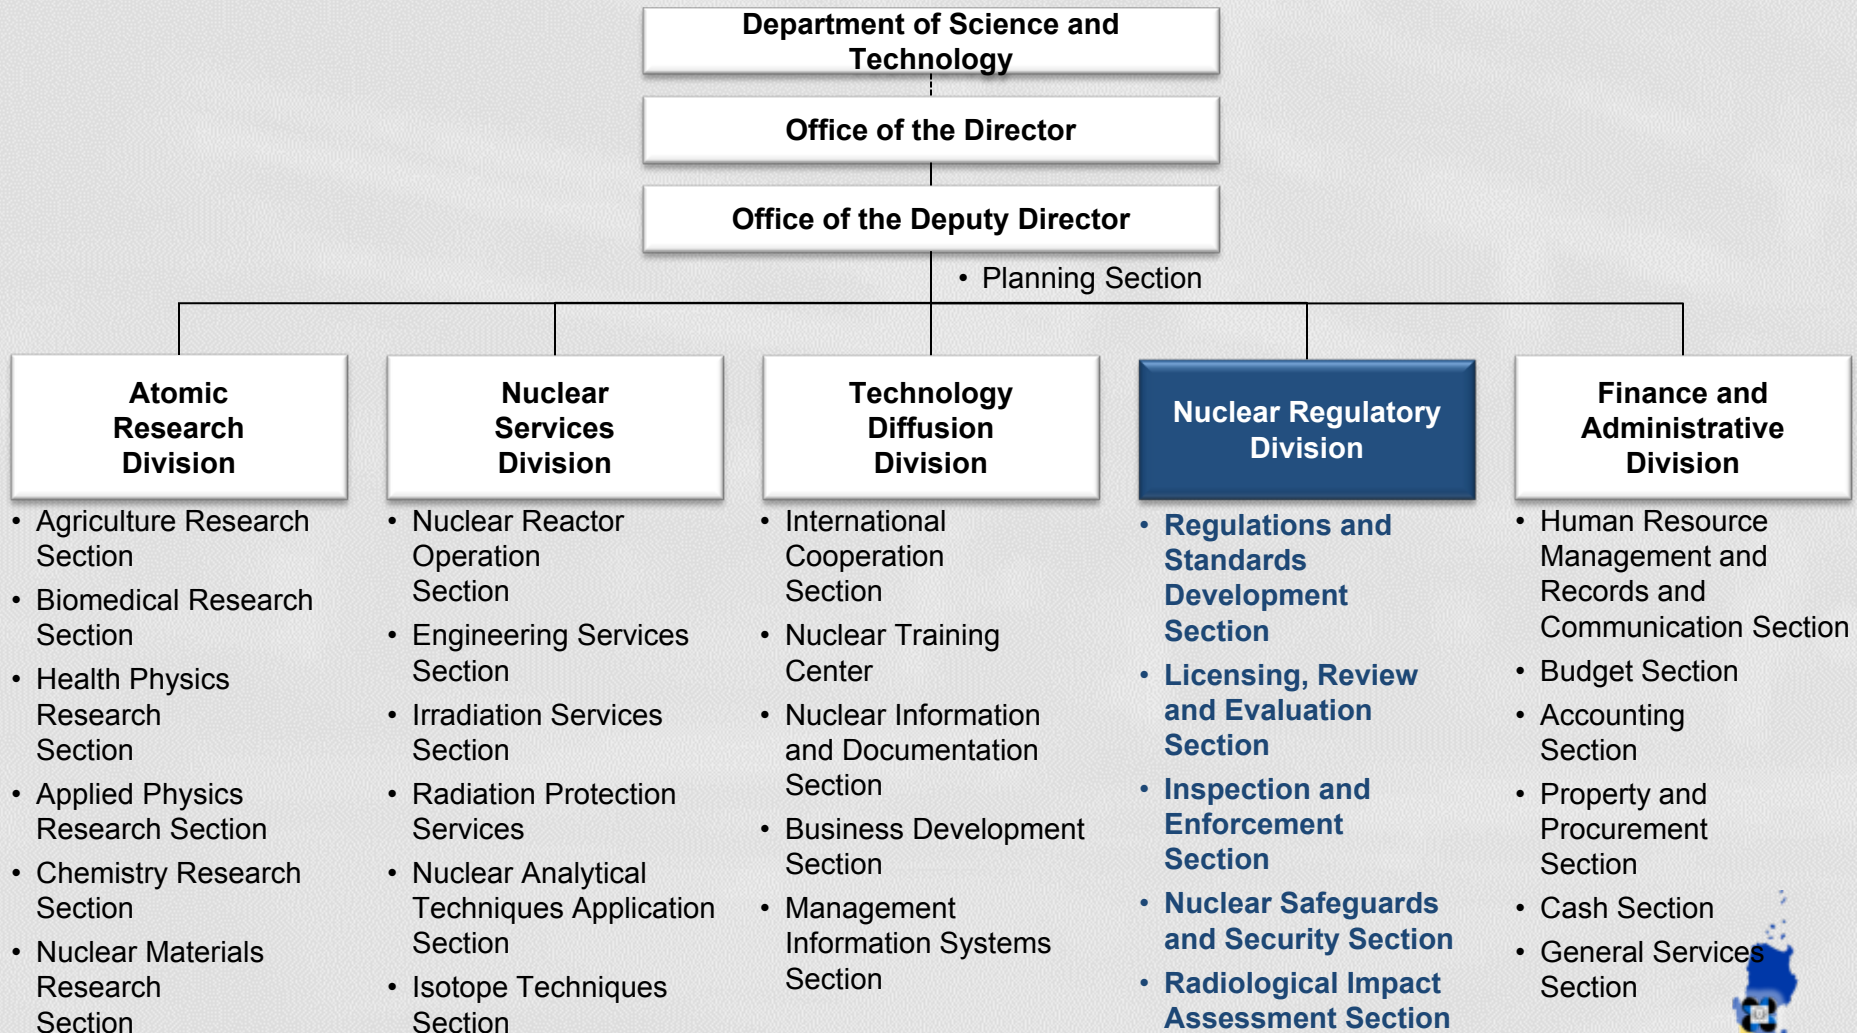 Department of Science and
Technology
Office of the Director
Office of the Deputy Director
• Planning Section
Atomic
Research
Division
• Agriculture Research
Section
• Biomedical Research
Section
• Health Physics
Research
Section
• Applied Physics
Research Section
• Chemistry Research
Section
• Nuclear Materials
Research
Section
Nuclear
Services
Division
• Nuclear Reactor
Operation
Section
• Engineering Services
Section
• Irradiation Services
Section
• Radiation Protection
Services
• Nuclear Analytical
Techniques Application
Section
• Isotope Techniques
Section
Technology
Diffusion
Division
• International
Cooperation
Section
• Nuclear Training
Center
• Nuclear Information
and Documentation
Section
• Business Development
Section
• Management
Information Systems
Section
Nuclear Regulatory
Division
• Regulations and
Standards
Development
Section
• Licensing, Review
and Evaluation
Section
• Inspection and
Enforcement
Section
• Nuclear Safeguards
and Security Section
• Radiological Impact
Assessment Section
Finance and
Administrative
Division
• Human Resource
Management and
Records and
Communication Section
• Budget Section
• Accounting
Section
• Property and
Procurement
Section
• Cash Section
• General Services
Section